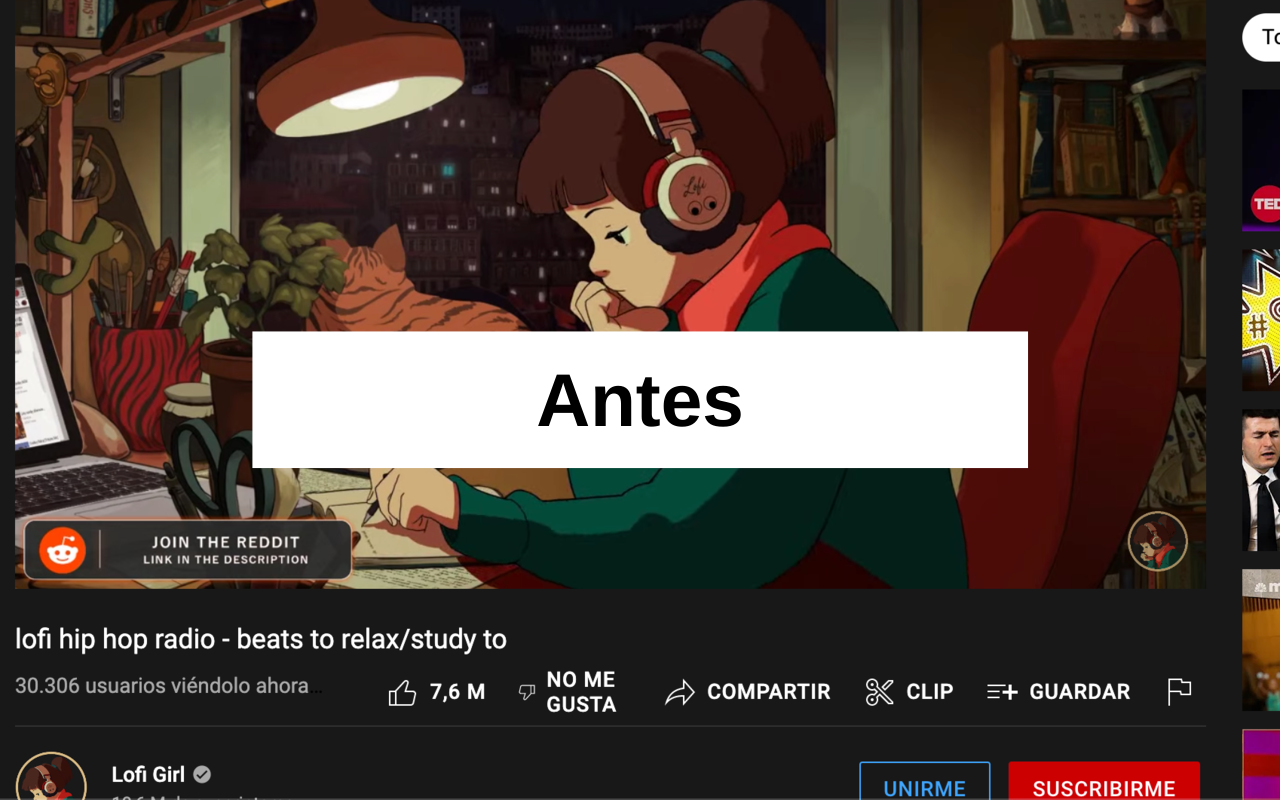 To
TED
#
Lofi
Antes
JOIN THE REDDIT
LINK IN THE DESCRIPTION
lofi hip hop radio - beats to relax/study to
30.306 usuarios viéndolo ahora...
7,6 M
NO ME
GUSTA
COMPARTIR
CLIP
GUARDAR
Lofi Girl
UNIRME
SUSCRIBIRME